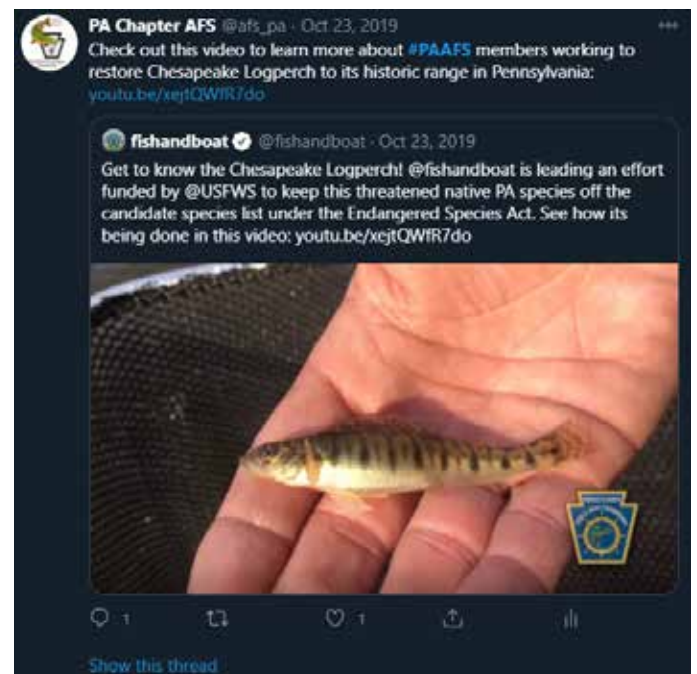 PA Chapter AFS @afs_pa · Oct 23, 2019
Check out this video to learn more about #PAAFS members working to
restore Chesapeake Logperch to its historic range in Pennsylvania:
youtu.be/xejtQWfR7do
fishandboat @fishandboat · Oct 23, 2019
Get to know the Chesapeake Logperch! @fishandboat is leading an effort
funded by @USFWS to keep this threatened native PA species off the
candidate species list under the Endangered Species Act. See how its
being done in this video: youtu.be/xejtQWfR7do
1
1
Show this thread